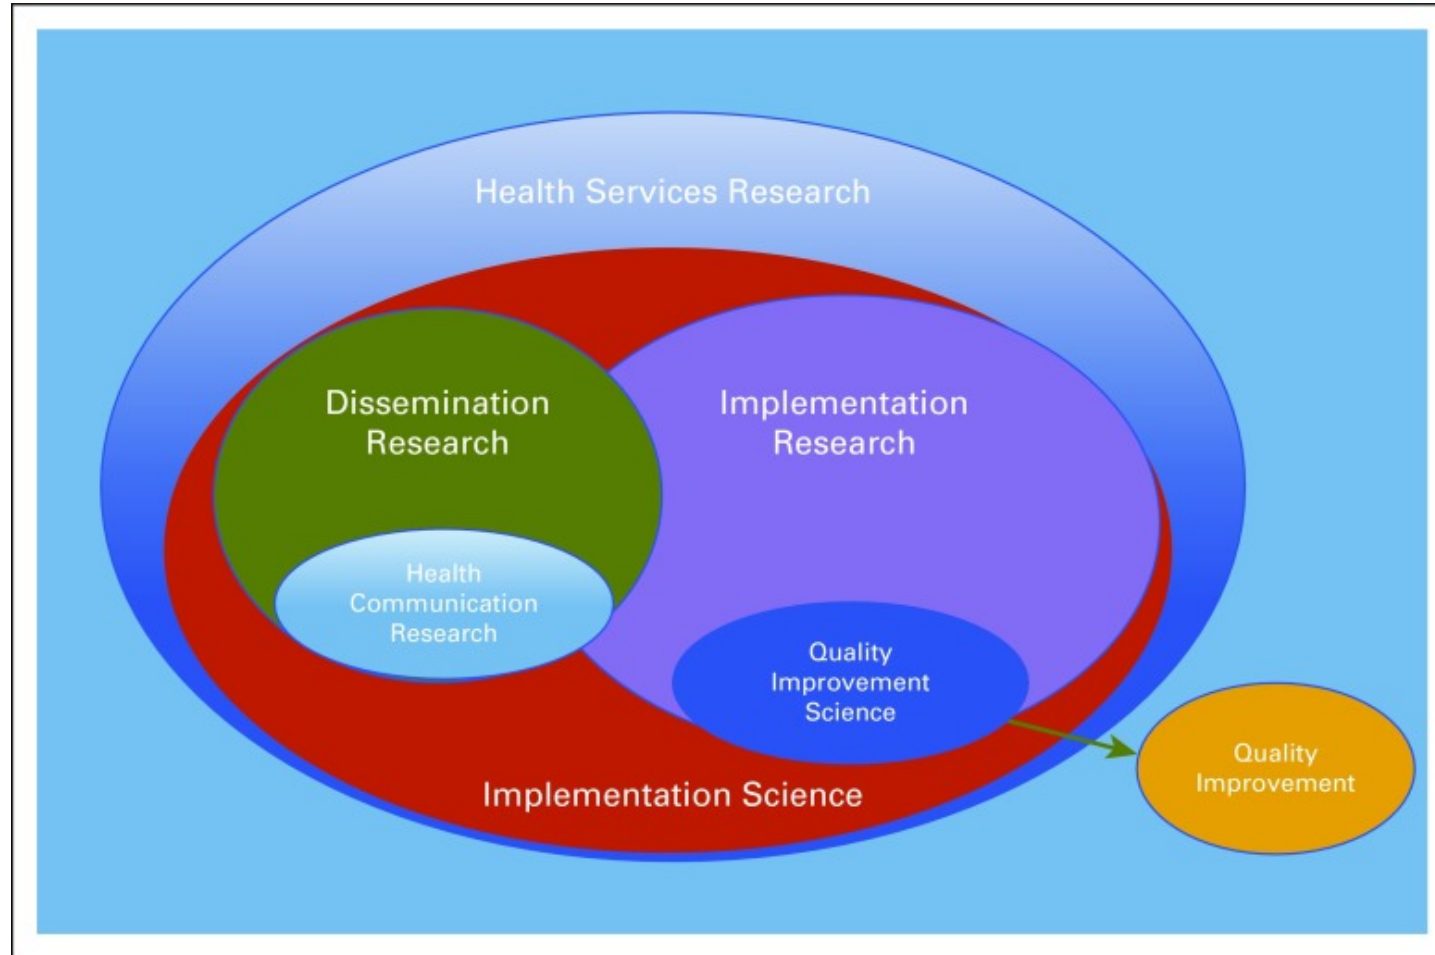 Health Services Research
Dissemination
Research
Implementation
Research
Health
Communication
Research
Quality
Improvement
Science
Quality
Improvement
Implementation Science